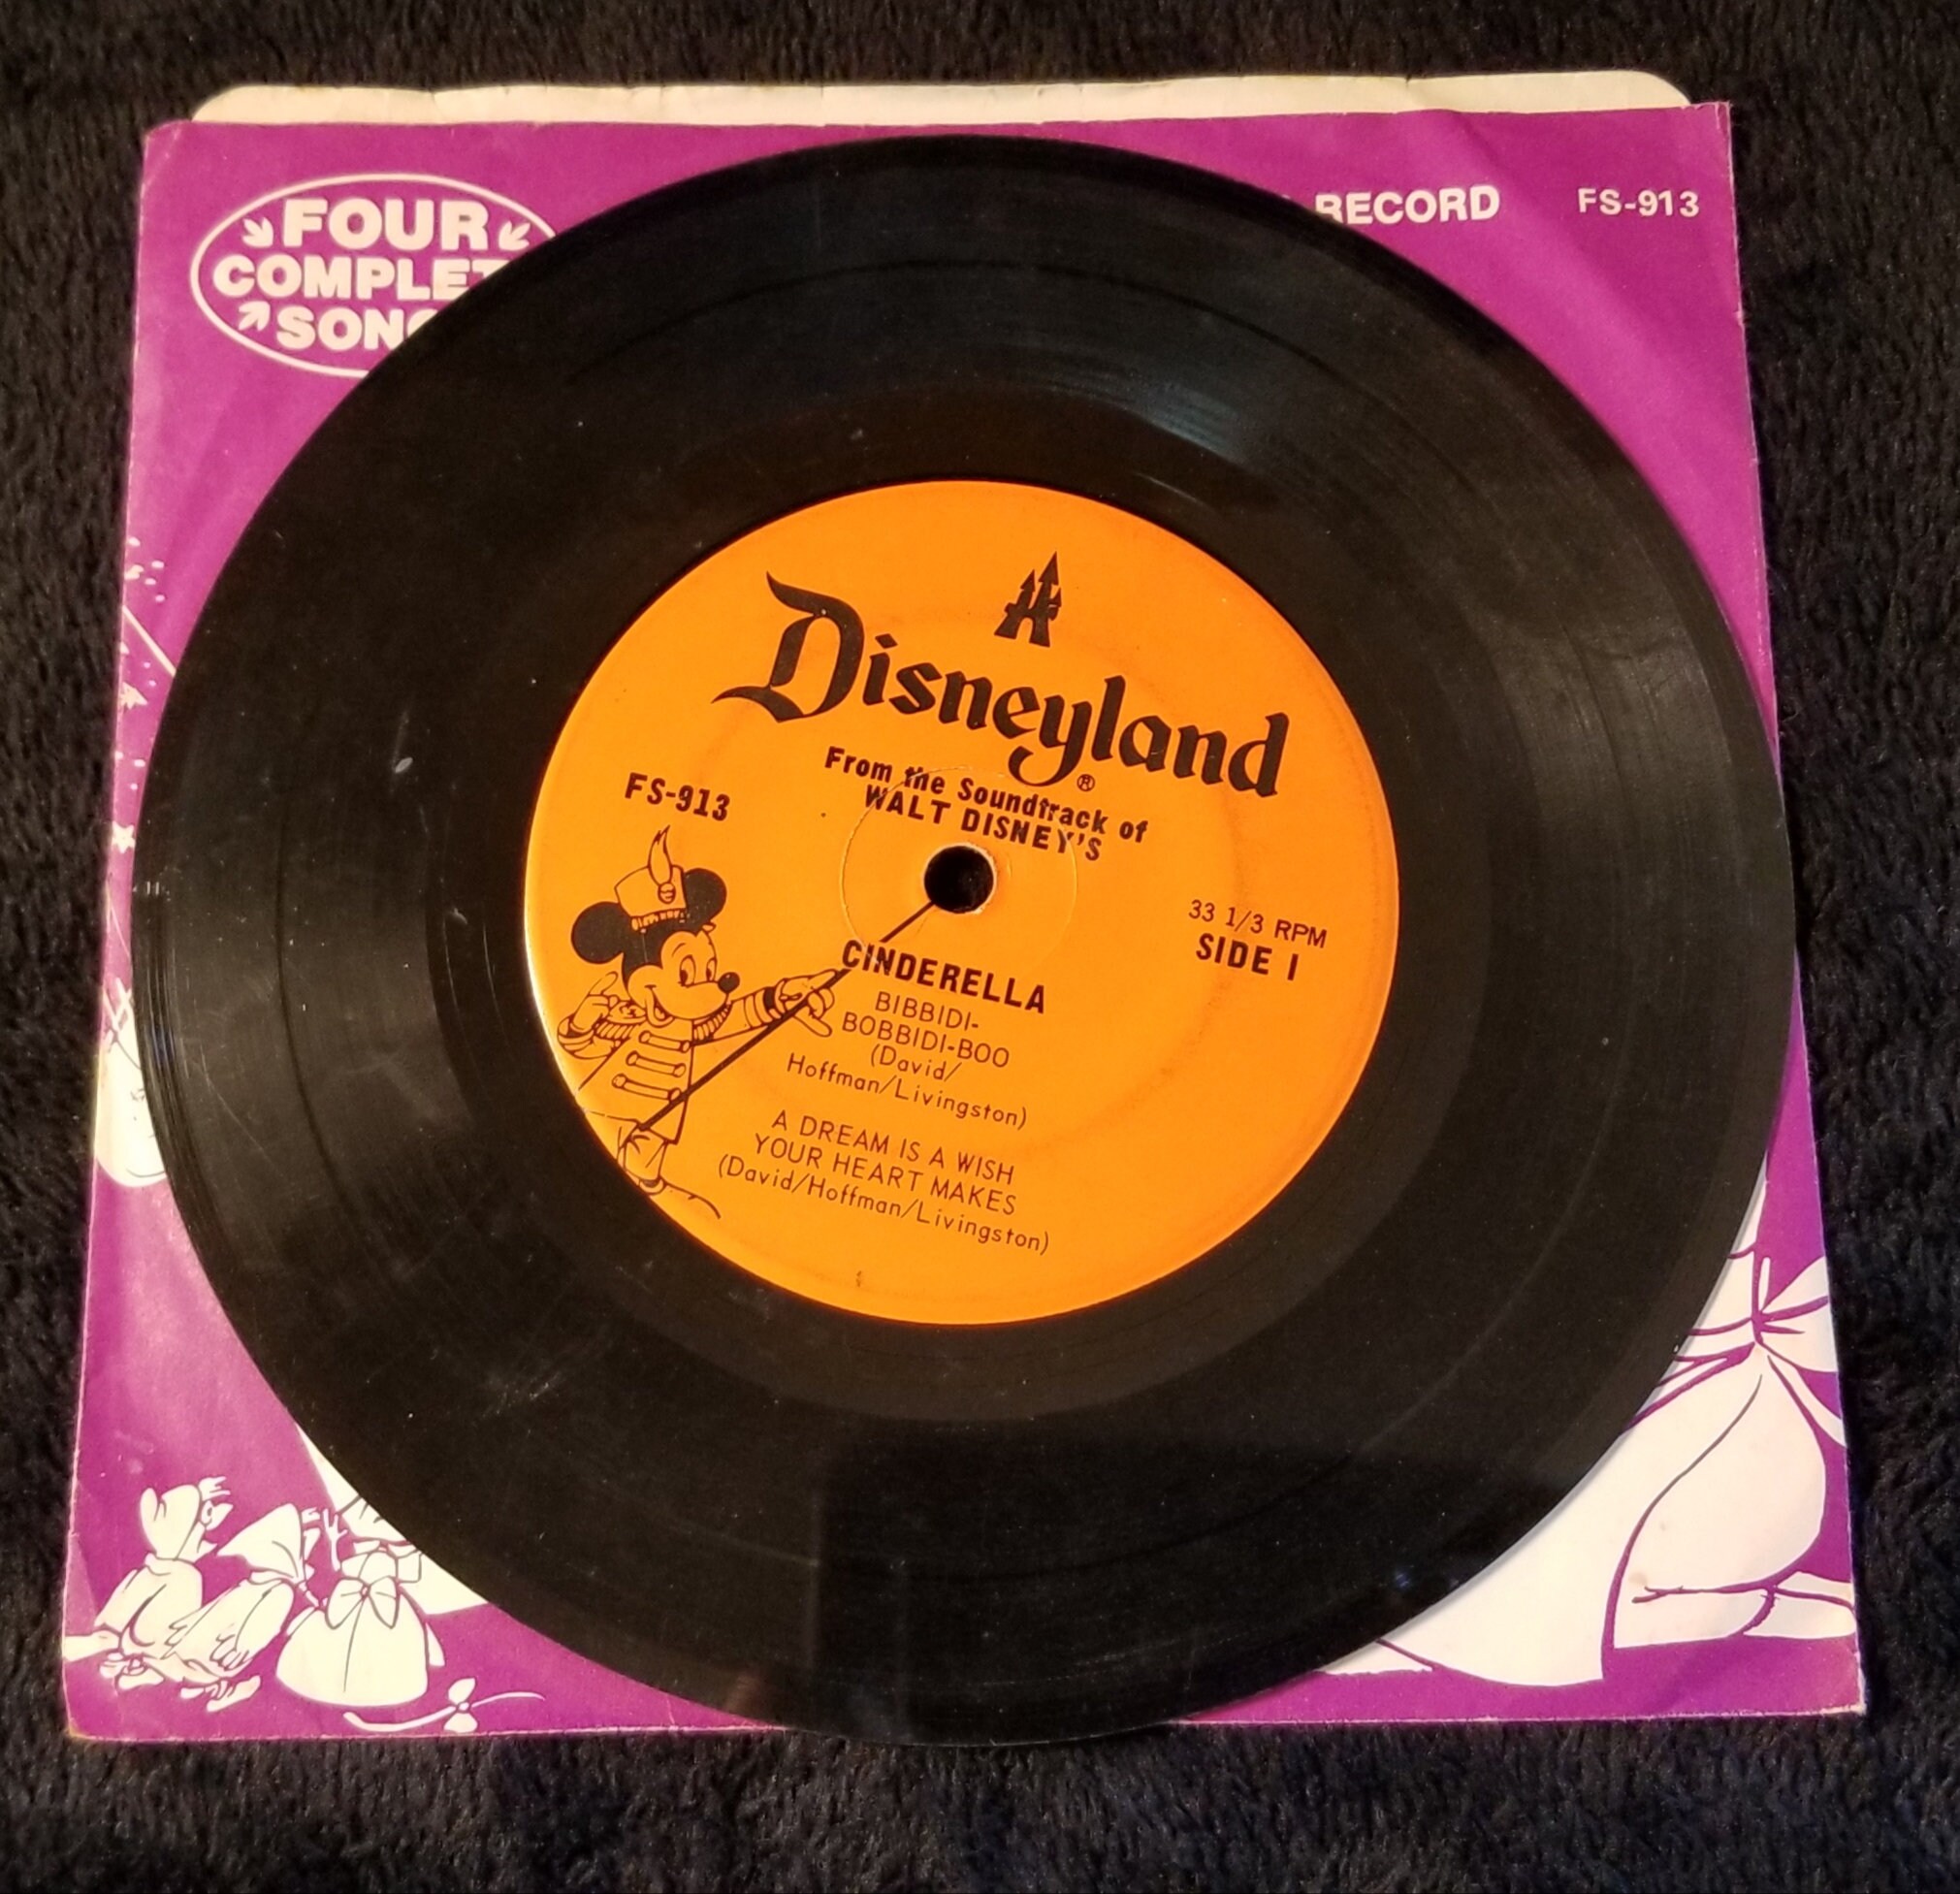 FOUR
COMPLET
SONG
RECORD
FS-913
Disneyland®
From the Soundtrack of
WALT DISNEY'S
FS-913
33 1/3 RPM
SIDE 1
CINDERELLA
BIBBIDI-
BOBBIDI-BOO
(David/
Hoffman/Livingston)
A DREAM IS A WISH
YOUR HEART MAKES
(David/Hoffman/Livingston)